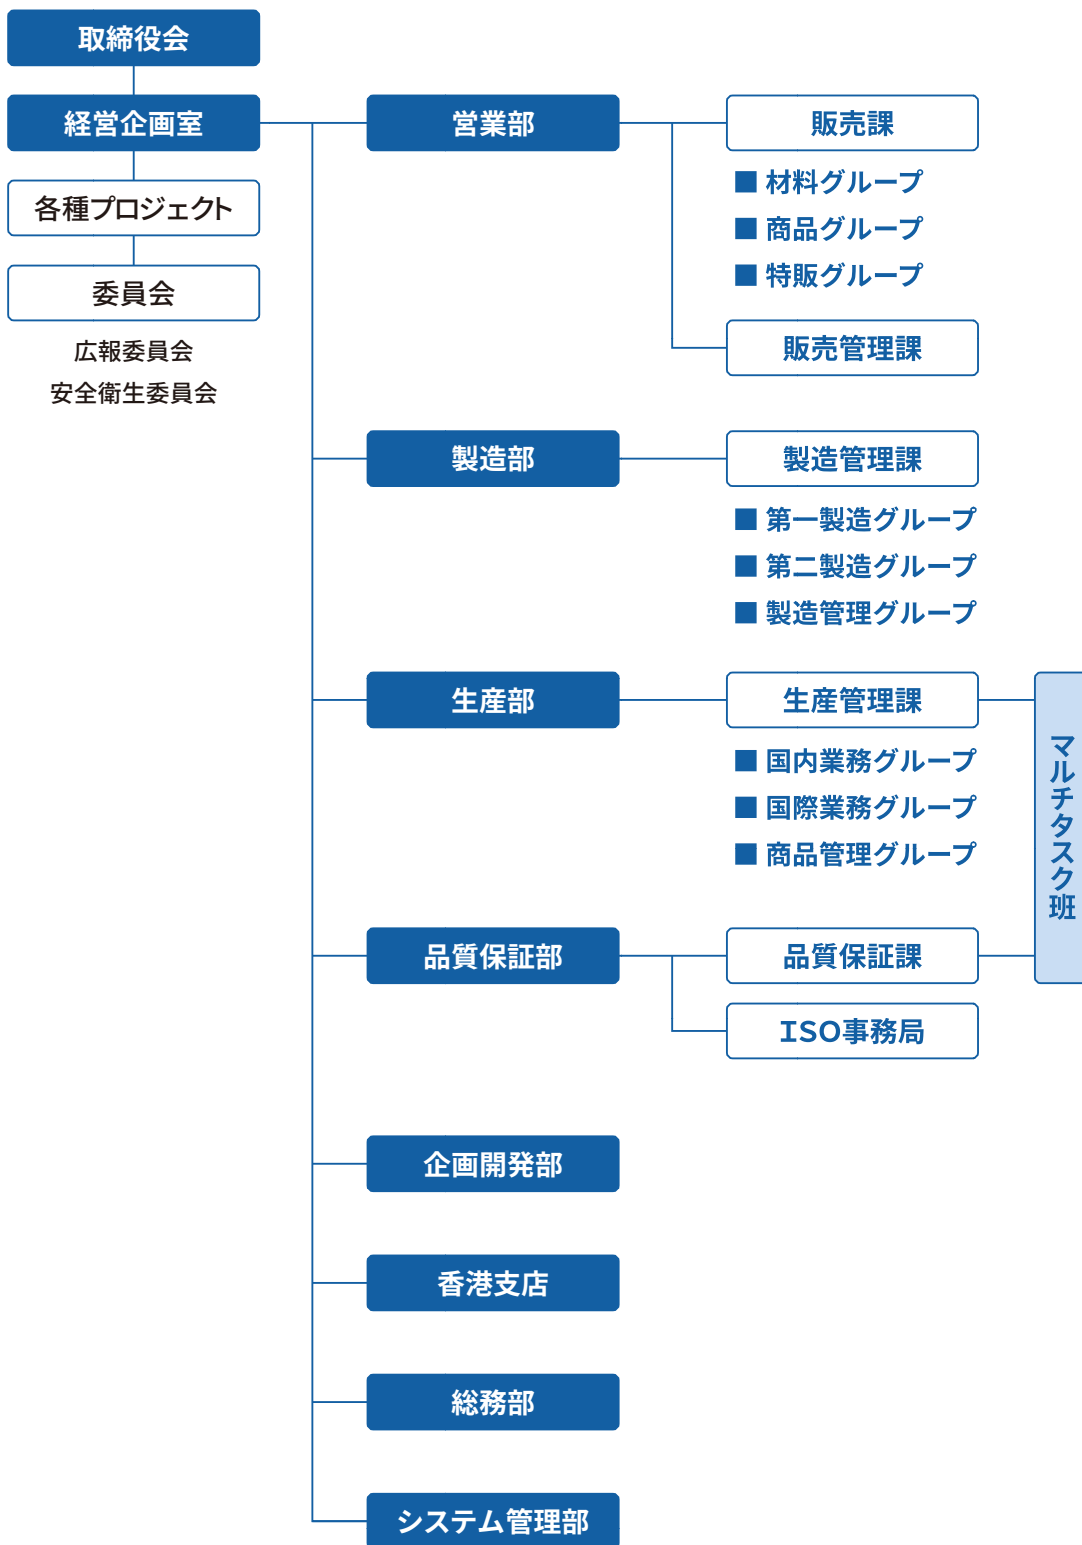 取締役会
経営企画室
各種プロジェクト
委員会
広報委員会
安全衛生委員会
営業部
販売課
■ 材料グループ
■ 商品グループ
■ 特販グループ
販売管理課
製造部
製造管理課
■ 第一製造グループ
■ 第二製造グループ
■ 製造管理グループ
生産部
生産管理課
■ 国内業務グループ
■ 国際業務グループ
■ 商品管理グループ
マルチタスク班
品質保証部
品質保証課
ISO事務局
企画開発部
香港支店
総務部
システム管理部